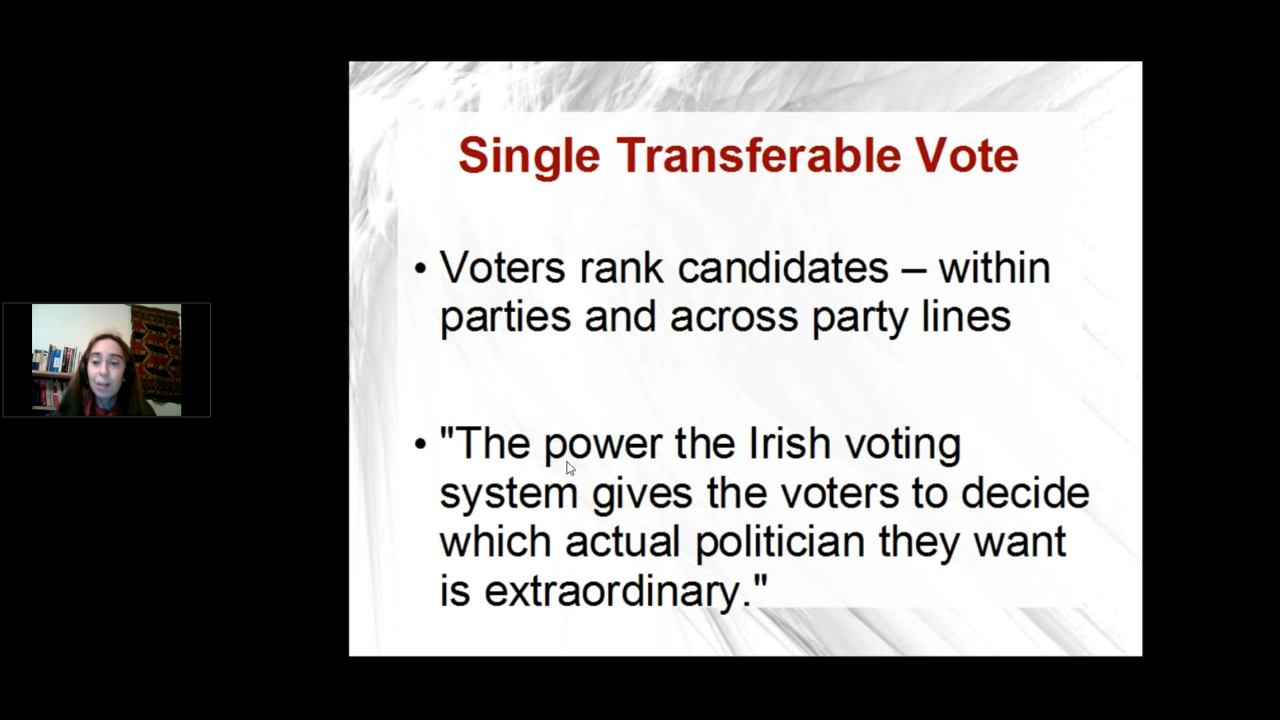 Single Transferable Vote
• Voters rank candidates – within
parties and across party lines
• "The power the Irish voting
system gives the voters to decide
which actual politician they want
is extraordinary."